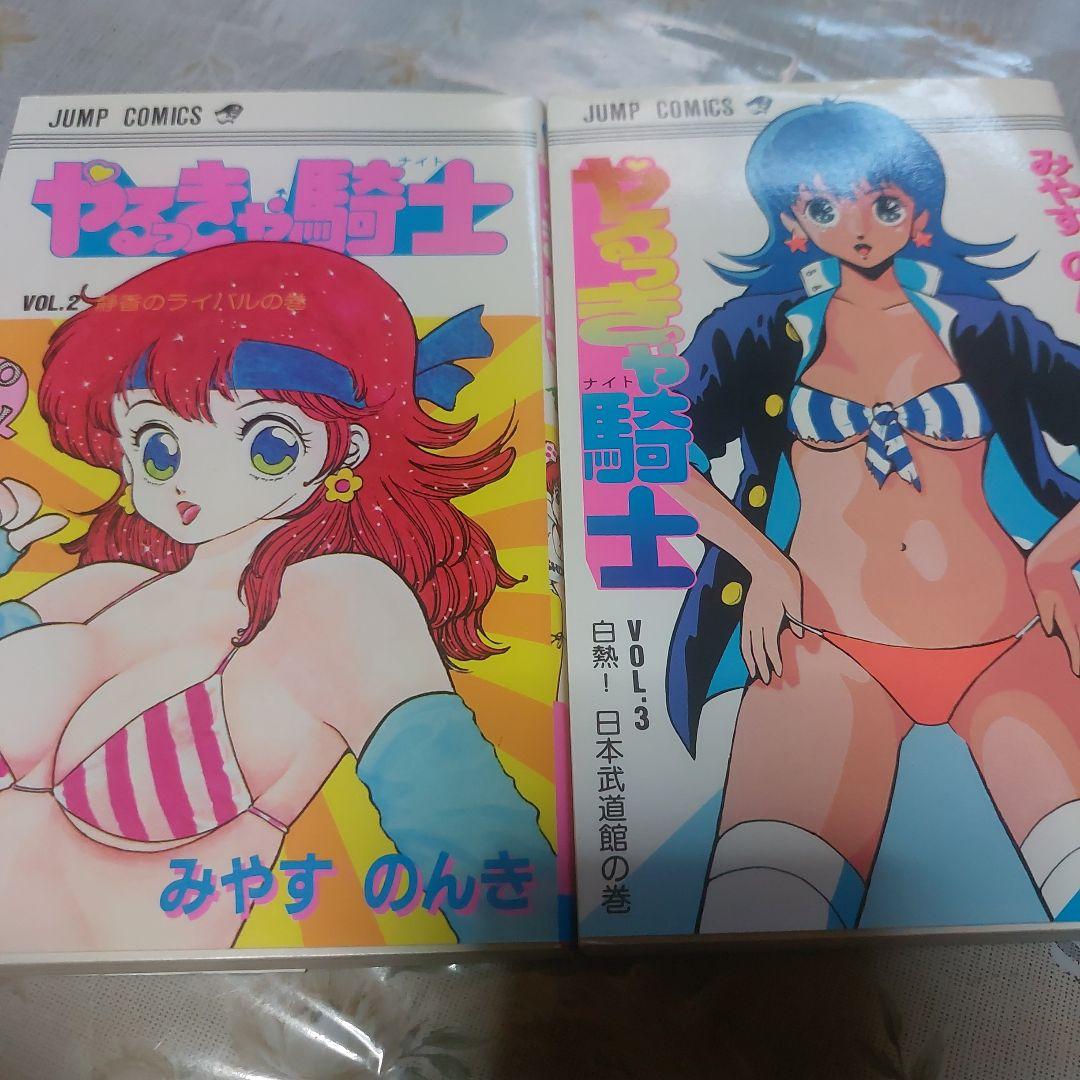 JUMP COMICS
ナイト
やるっきゃ騎士
VOL.2 静香のライバルの巻
みやす のんき
JUMP COMICS
みやす の
やるっきゃ騎士
ナイト
VOL.3
白熱! 日本武道館の巻